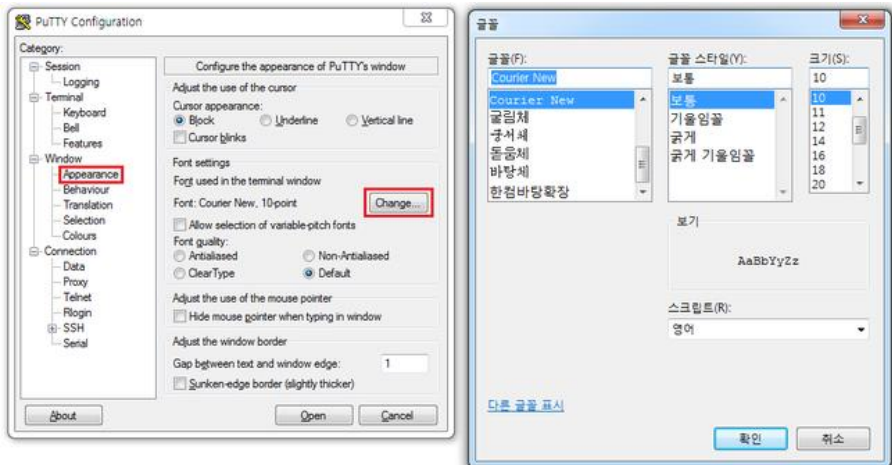 PuTTY Configuration
Category:
Session
Logging
Terminal
Keyboard
Bell
Features
Window
Appearance
Behaviour
Translation
Selection
Colours
Connection
Data
Proxy
Telnet
Rlogin
SSH
Serial
Configure the appearance of PuTTY's window
Adjust the use of the cursor
Cursor appearance:
Block Underline Vertical line
Cursor blinks
Font settings
Font used in the terminal window
Font: Courier New, 10-point Change...
Allow selection of variable-pitch fonts
Font quality:
Antialiased Non-Antialiased
ClearType Default
Adjust the use of the mouse pointer
Hide mouse pointer when typing in window
Adjust the window border
Gap between text and window edge: 1
Sunken-edge border (slightly thicker)
About Open Cancel
글꼴
글꼴(F):
Courier New
Courier New
굴림체
궁서체
돋움체
바탕체
한컴바탕확장
글꼴 스타일(Y):
보통
보통
기울임꼴
굵게
굵게 기울임꼴
크기(S):
10
10
11
12
14
16
18
20
보기
AaBbYyZz
스크립트(R):
영어
다른 글꼴 표시
확인 취소